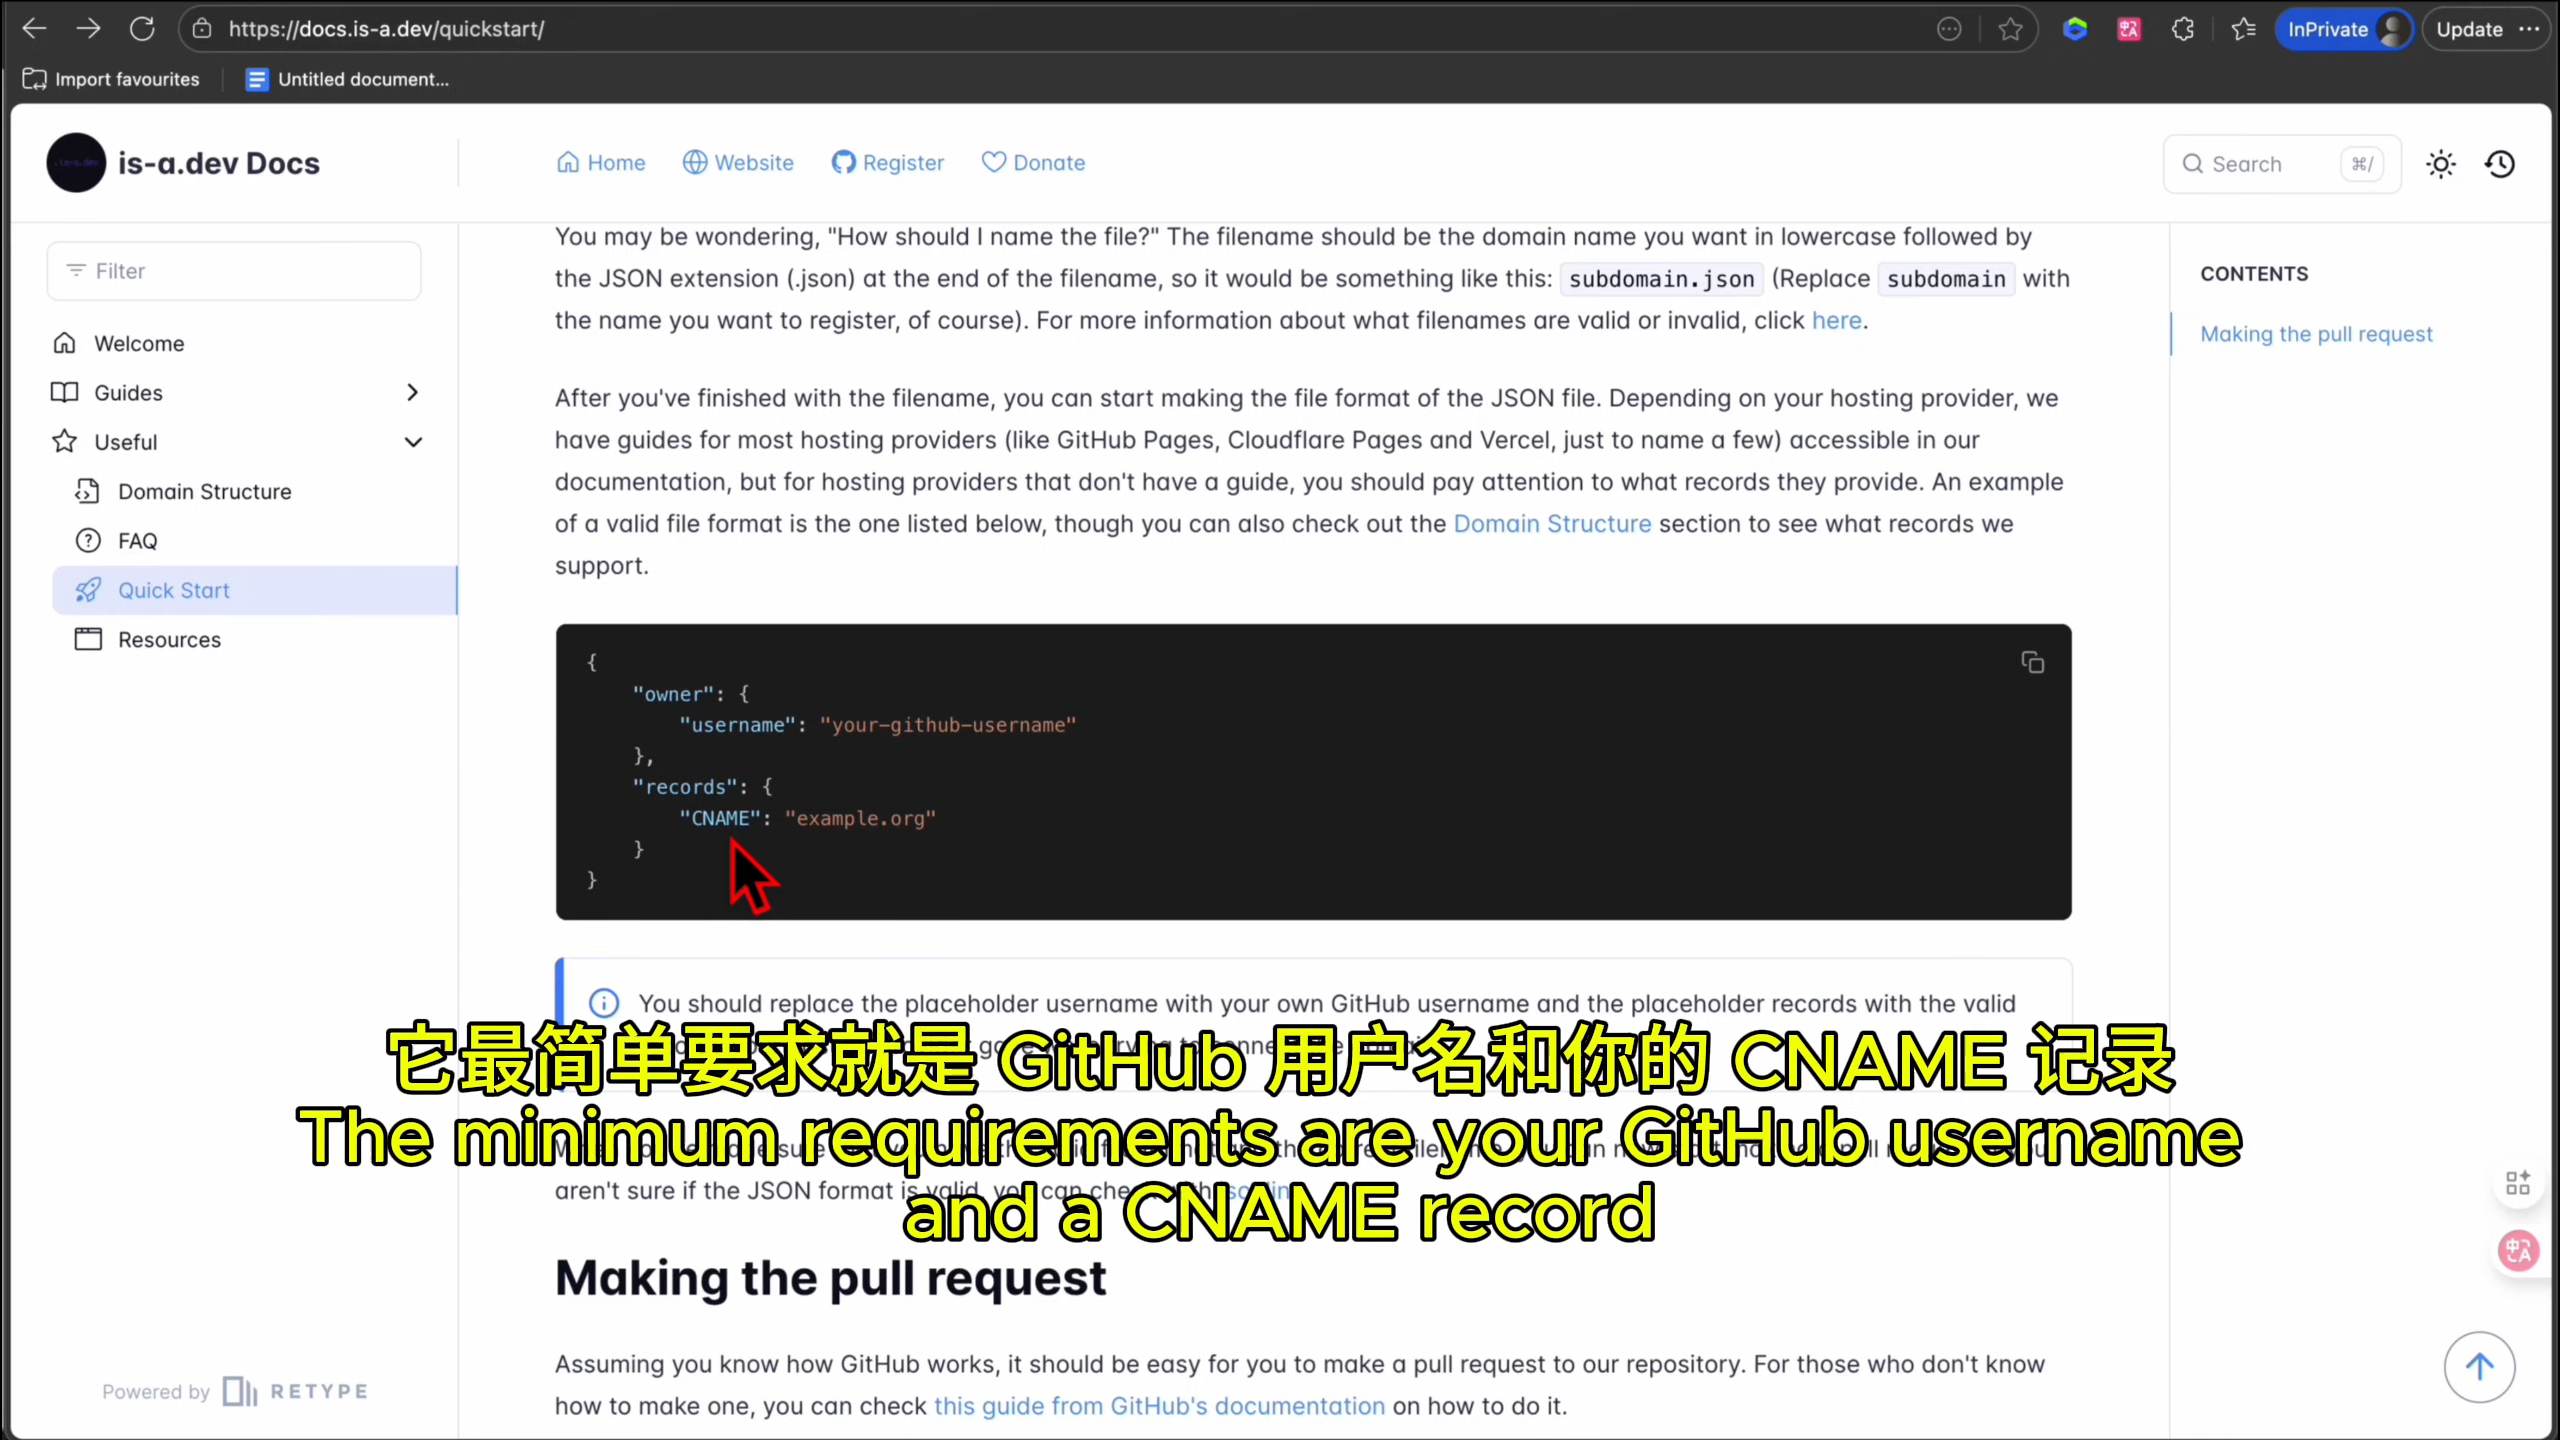 https://docs.is-a.dev/quickstart/
InPrivate
Update
Import favourites
Untitled document...
is-a.dev Docs
Home
Website
Register
Donate
Search
⌘/
Filter
Welcome
Guides
Useful
Domain Structure
FAQ
Quick Start
Resources
Powered by RETYPE
You may be wondering, "How should I name the file?" The filename should be the domain name you want in lowercase followed by
the JSON extension (.json) at the end of the filename, so it would be something like this: subdomain.json (Replace subdomain with
the name you want to register, of course). For more information about what filenames are valid or invalid, click here.
After you've finished with the filename, you can start making the file format of the JSON file. Depending on your hosting provider, we
have guides for most hosting providers (like GitHub Pages, Cloudflare Pages and Vercel, just to name a few) accessible in our
documentation, but for hosting providers that don't have a guide, you should pay attention to what records they provide. An example
of a valid file format is the one listed below, though you can also check out the Domain Structure section to see what records we
support.
{
"owner": {
"username": "your-github-username"
},
"records": {
"CNAME": "example.org"
}
}
You should replace the placeholder username with your own GitHub username and the placeholder records with the valid
它最简单要求就是 GitHub 用户名和你的 CNAME 记录
The minimum requirements are your GitHub username
and a CNAME record
aren't sure if the JSON format is valid, you can
Making the pull request
Assuming you know how GitHub works, it should be easy for you to make a pull request to our repository. For those who don't know
how to make one, you can check this guide from GitHub's documentation on how to do it.
CONTENTS
Making the pull request